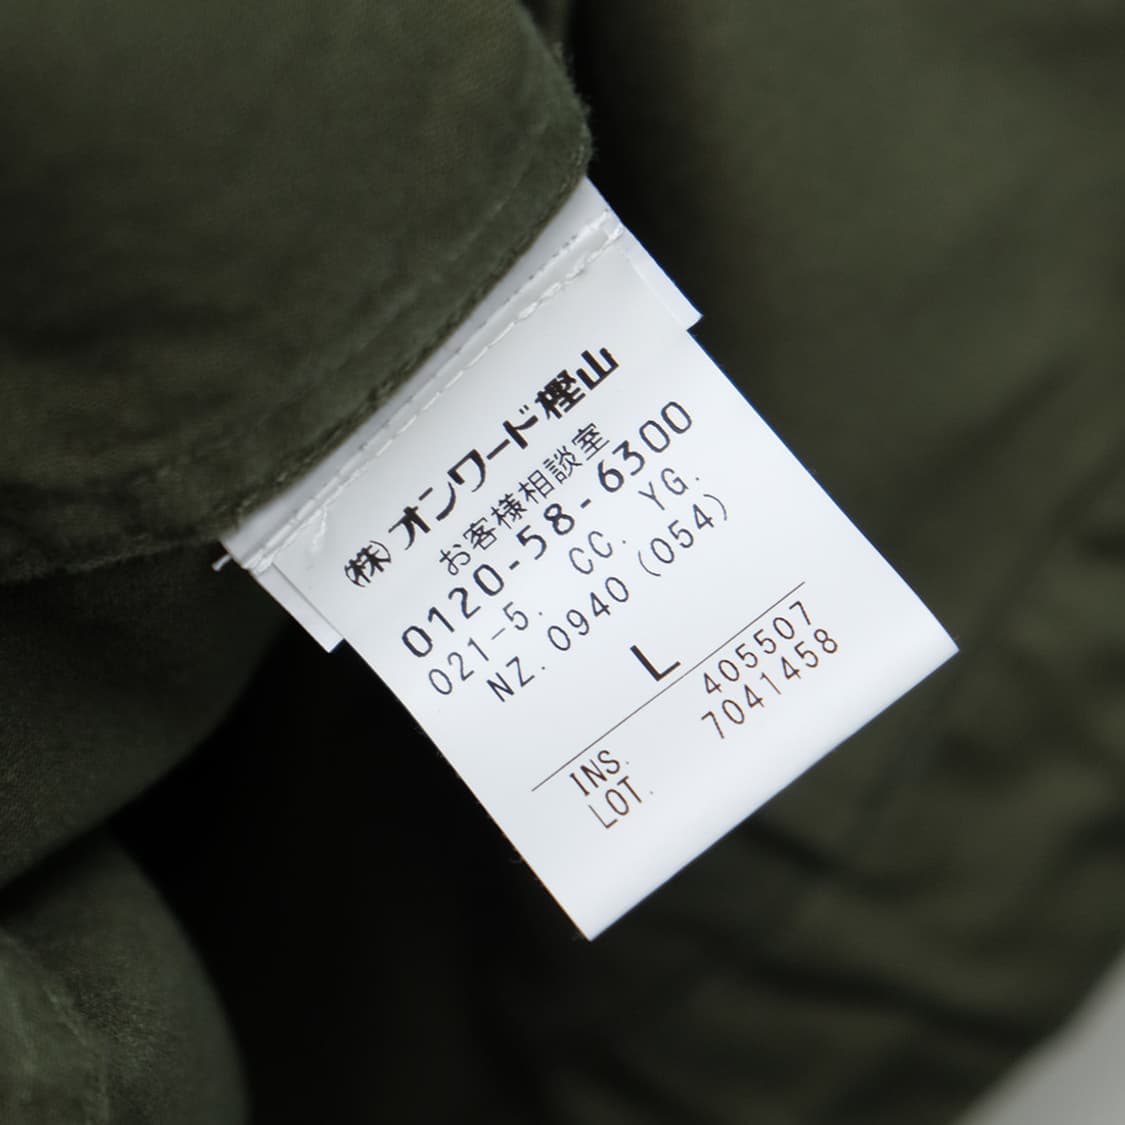 (株)オンワード樫山
お客様相談室
0120-58-6300
021-5. CC. YG.
NZ. 0940 (054)
L
INS. 405507
LOT. 7041458